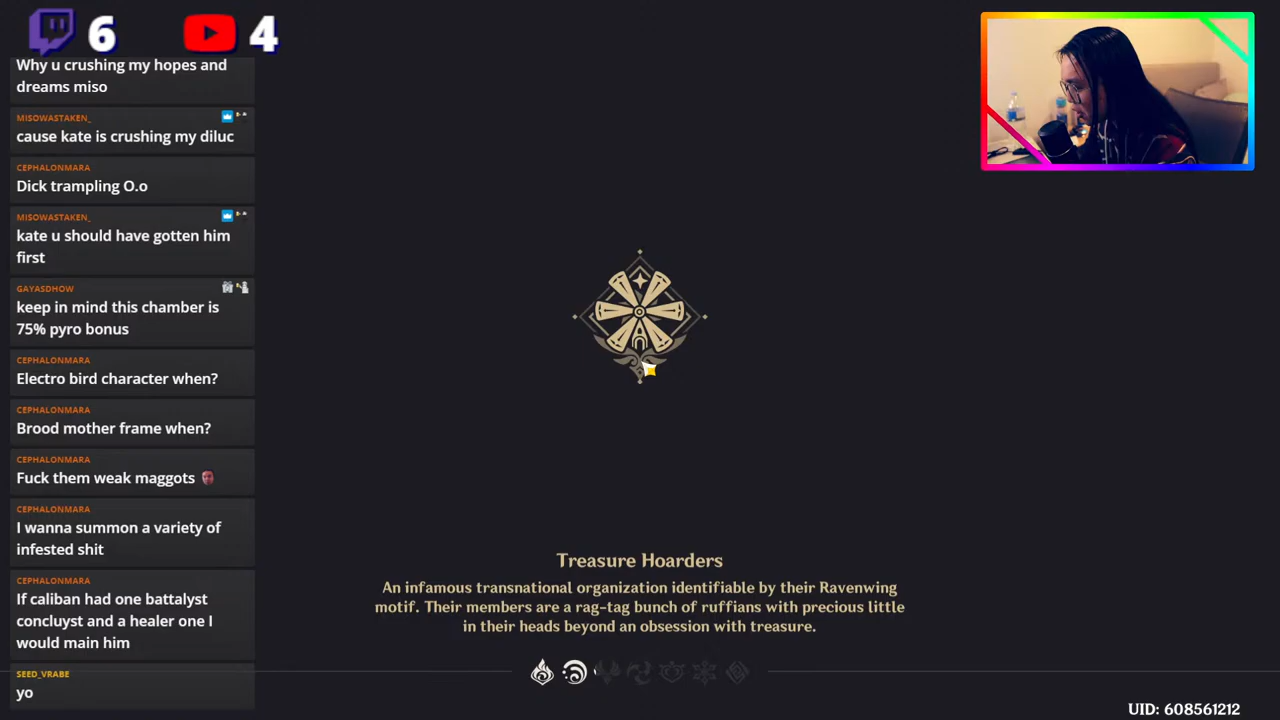 6
4
Why u crushing my hopes and
dreams miso
MISOWASTAKEN_
cause kate is crushing my diluc
CEPHALONMARA
Dick trampling O.o
MISOWASTAKEN_
kate u should have gotten him
first
GAYASDHOW
keep in mind this chamber is
75% pyro bonus
CEPHALONMARA
Electro bird character when?
CEPHALONMARA
Brood mother frame when?
CEPHALONMARA
Fuck them weak maggots
CEPHALONMARA
I wanna summon a variety of
infested shit
CEPHALONMARA
If caliban had one battalyst
concluyst and a healer one I
would main him
SEED_VRABE
yo
Treasure Hoarders
An infamous transnational organization identifiable by their Ravenwing
motif. Their members are a rag-tag bunch of ruffians with precious little
in their heads beyond an obsession with treasure.
UID: 608561212